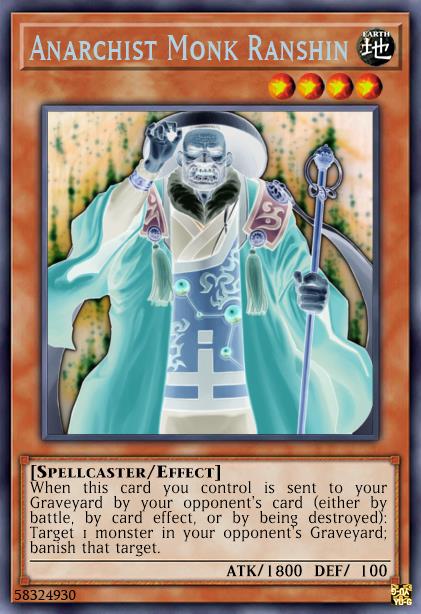 Anarchist Monk Ranshin
EARTH
地
[Spellcaster/Effect]
When this card you control is sent to your
Graveyard by your opponent's card (either by
battle, by card effect, or by being destroyed):
Target 1 monster in your opponent's Graveyard;
banish that target.
ATK/1800 DEF/ 100
58324930